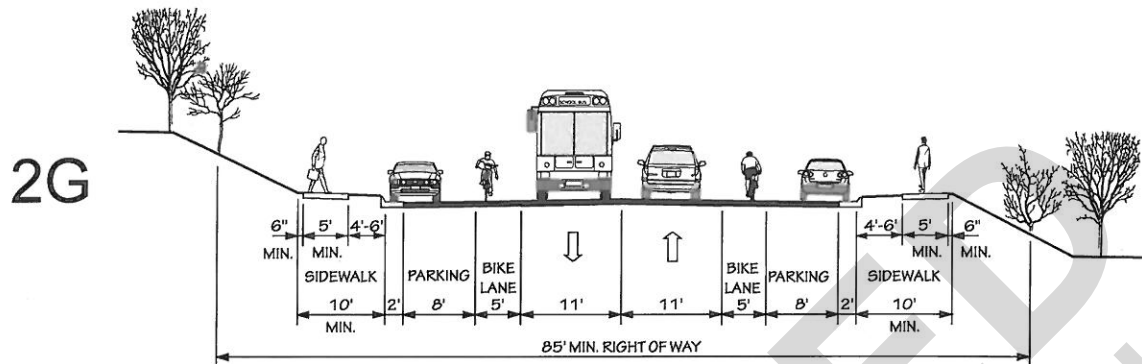 SCHOOL BUS
2G
6" 5' 4'-6' 4'-6' 5' 6"
MIN. MIN. MIN. MIN.
SIDEWALK PARKING BIKE LANE BIKE LANE PARKING SIDEWALK
10' 2' 8' 5' 11' 11' 5' 8' 2' 10'
MIN. MIN.
85' MIN. RIGHT OF WAY